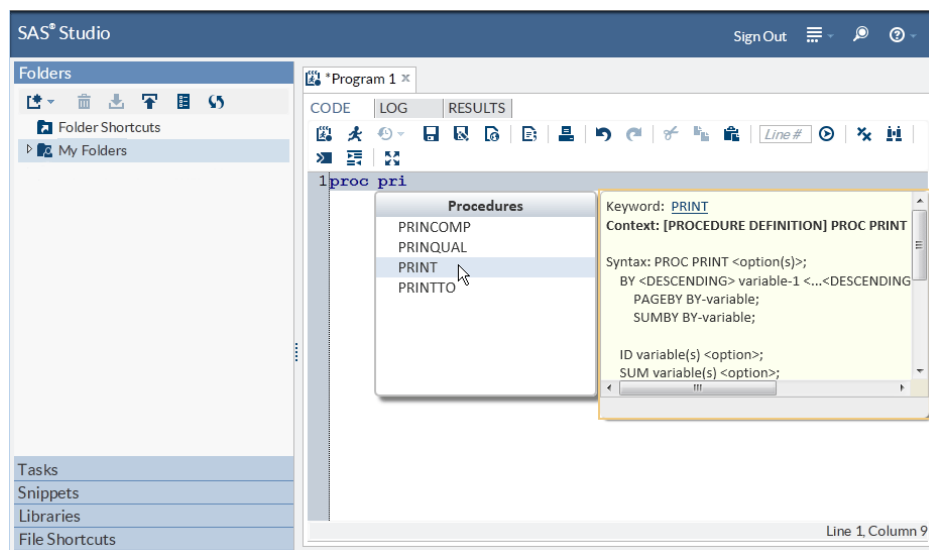 SAS® Studio
Sign Out
Folders
Folder Shortcuts
My Folders
Tasks
Snippets
Libraries
File Shortcuts
*Program 1
CODE LOG RESULTS
Line #
1 proc pri
Procedures
PRINCOMP
PRINQUAL
PRINT
PRINTTO
Keyword: PRINT
Context: [PROCEDURE DEFINITION] PROC PRINT
Syntax: PROC PRINT <option(s)>;
BY <DESCENDING> variable-1 <...<DESCENDING
PAGEBY BY-variable;
SUMBY BY-variable;
ID variable(s) <option>;
SUM variable(s) <option>;
Line 1, Column 9